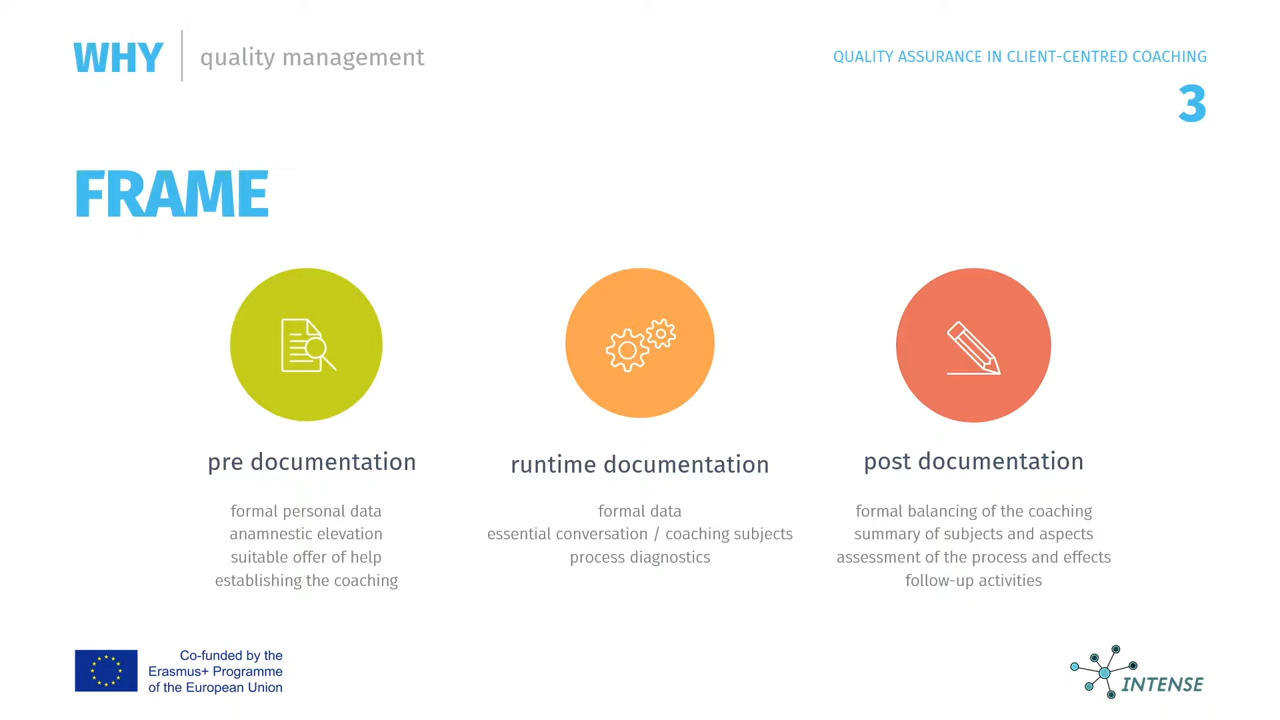 WHY
quality management
QUALITY ASSURANCE IN CLIENT-CENTRED COACHING
3
FRAME
pre documentation
formal personal data
anamnestic elevation
suitable offer of help
establishing the coaching
runtime documentation
formal data
essential conversation / coaching subjects
process diagnostics
post documentation
formal balancing of the coaching
summary of subjects and aspects
assessment of the process and effects
follow-up activities
Co-funded by the
Erasmus+ Programme
of the European Union
INTENSE